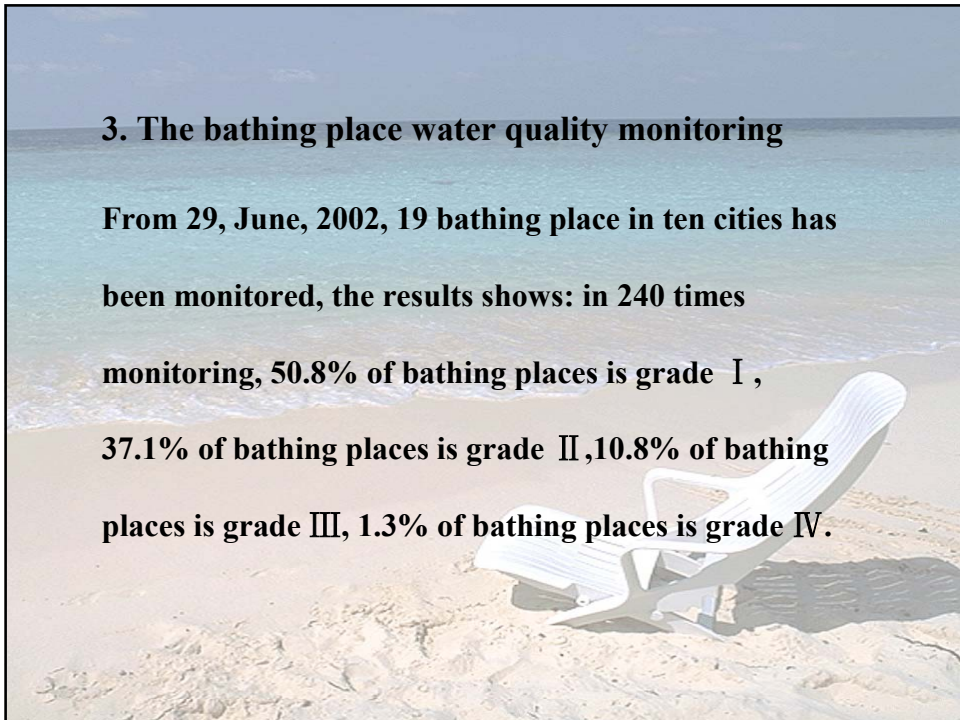 3. The bathing place water quality monitoring
From 29, June, 2002, 19 bathing place in ten cities has
been monitored, the results shows: in 240 times
monitoring, 50.8% of bathing places is grade Ⅰ,
37.1% of bathing places is grade Ⅱ,10.8% of bathing
places is grade Ⅲ, 1.3% of bathing places is grade Ⅳ.